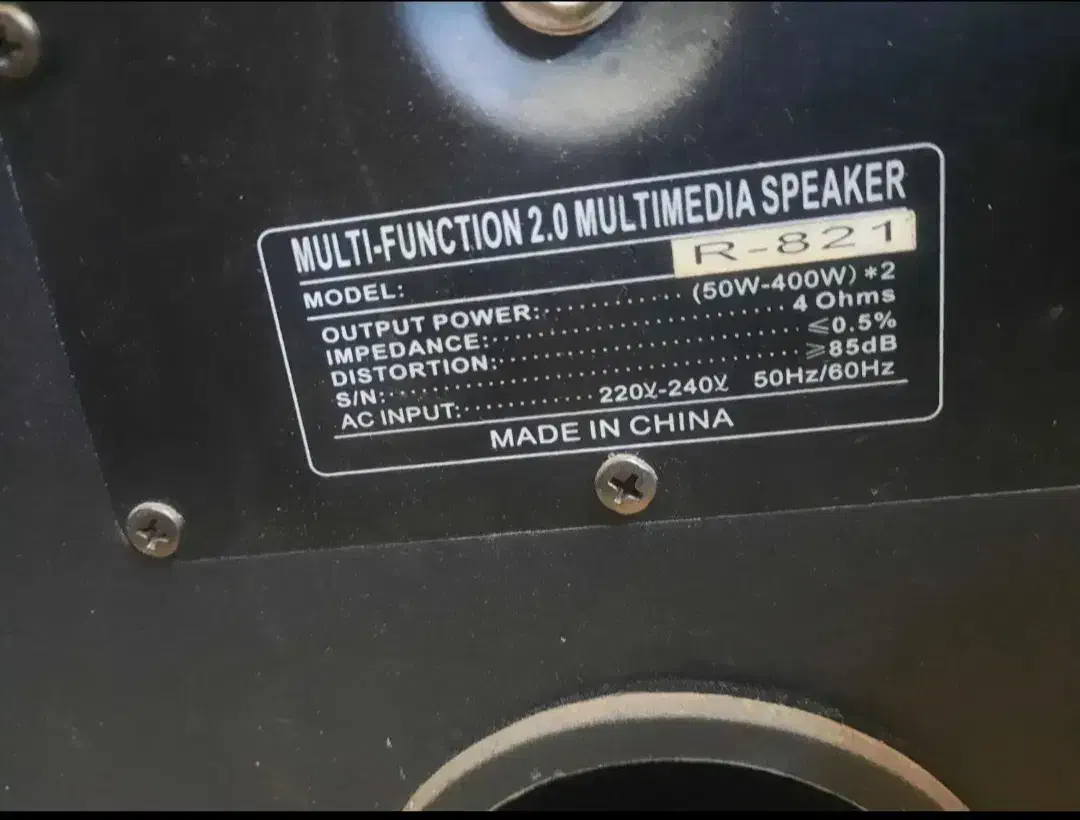 MULTI-FUNCTION 2.0 MULTIMEDIA SPEAKER
MODEL: R-821
OUTPUT POWER:............(50W-400W)*2
IMPEDANCE:..........................4 Ohms
DISTORTION:..........................≤0.5%
S/N:......................................≥85dB
AC INPUT:............220V-240V 50Hz/60Hz
MADE IN CHINA